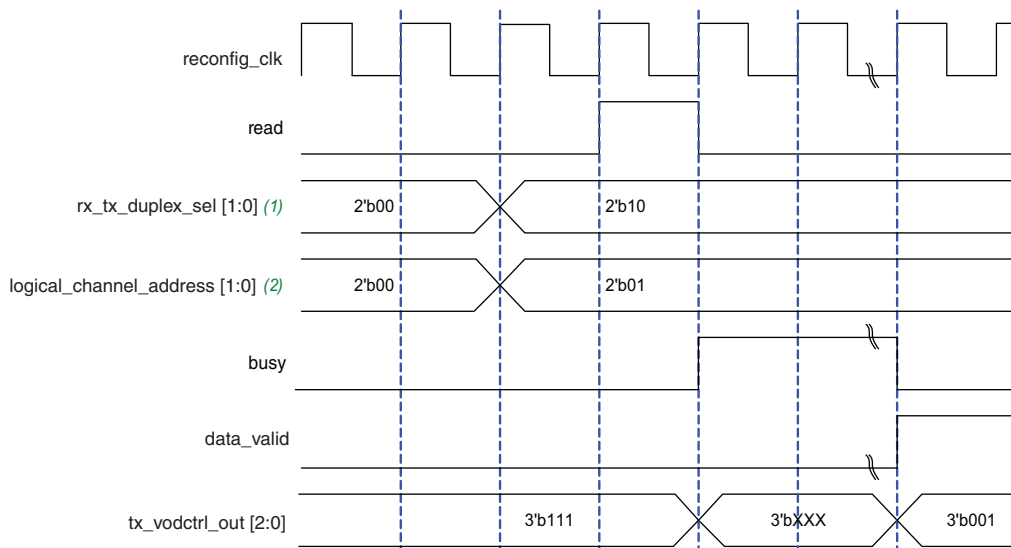 reconfig_clk
read
rx_tx_duplex_sel [1:0] (1) 2'b00 2'b10
logical_channel_address [1:0] (2) 2'b00 2'b01
busy
data_valid
tx_vodctrl_out [2:0] 3'b111 3'bXXX 3'b001